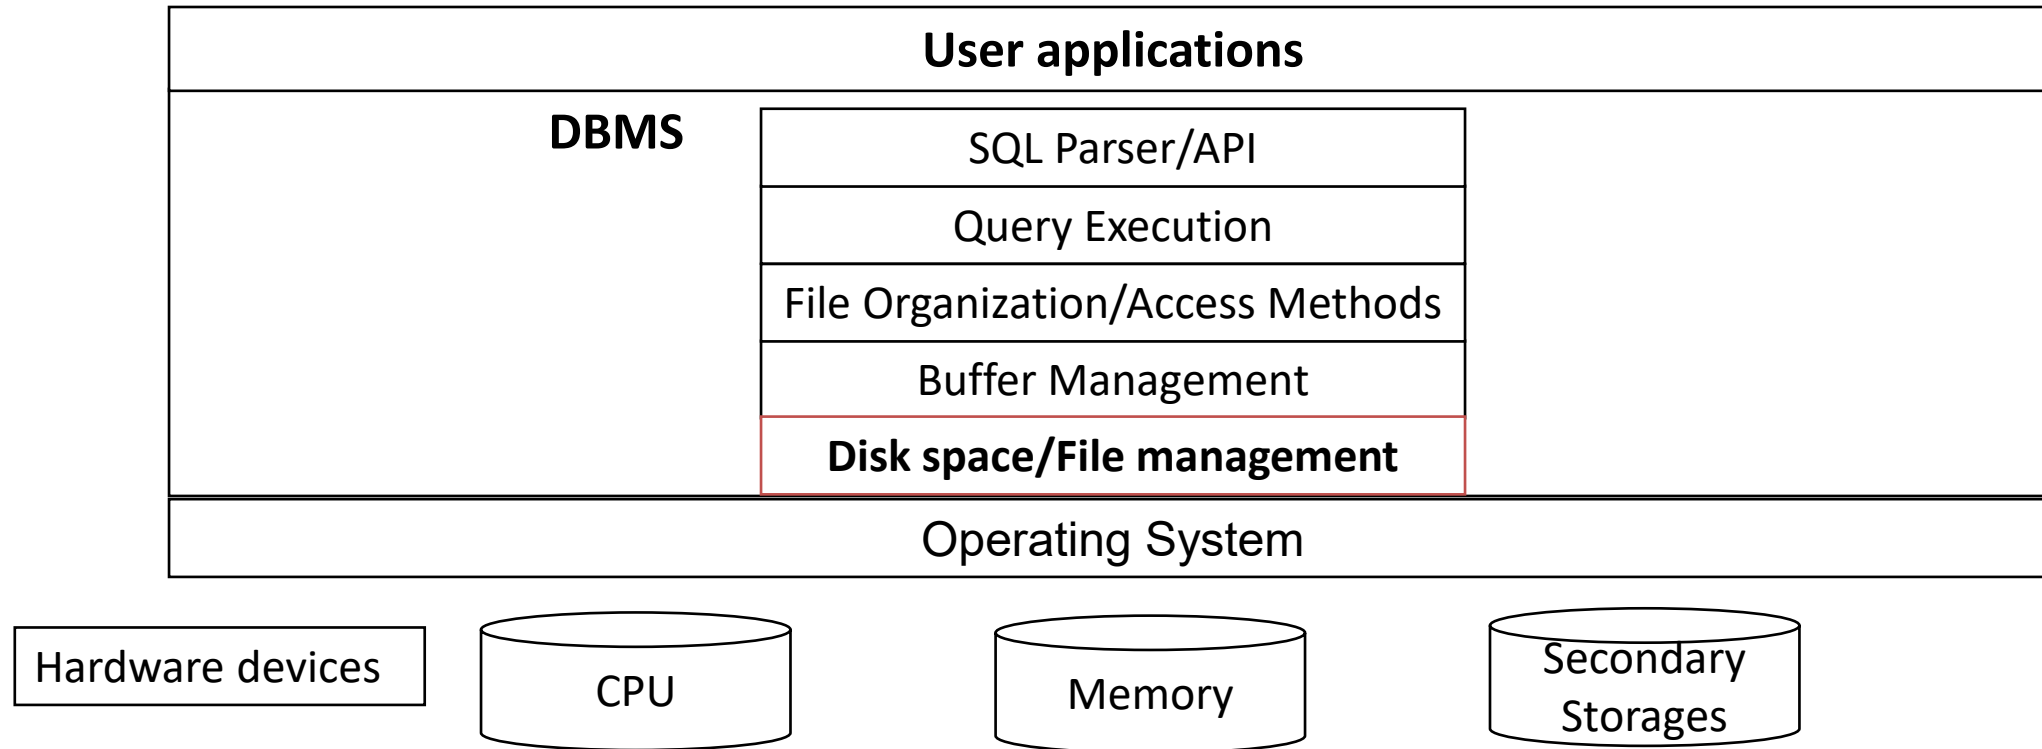 User applications
DBMS
SQL Parser/API
Query Execution
File Organization/Access Methods
Buffer Management
Disk space/File management
Operating System
Hardware devices
CPU
Memory
Secondary
Storages